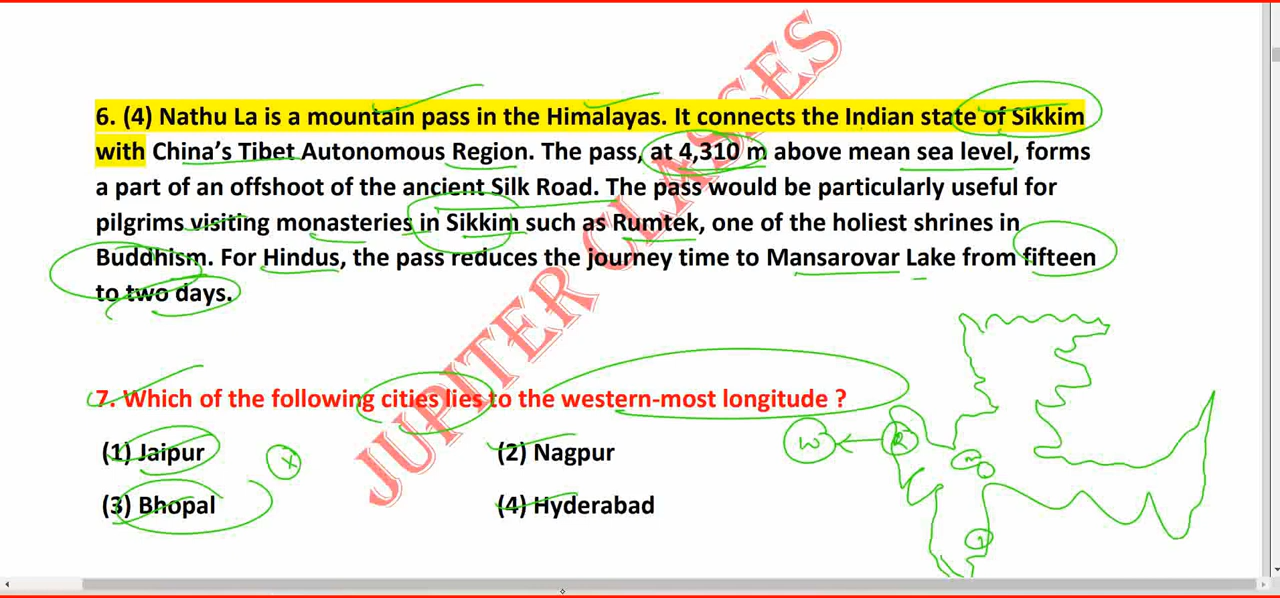 6. (4) Nathu La is a mountain pass in the Himalayas. It connects the Indian state of Sikkim
with China's Tibet Autonomous Region. The pass, at 4,310 m above mean sea level, forms
a part of an offshoot of the ancient Silk Road. The pass would be particularly useful for
pilgrims visiting monasteries in Sikkim such as Rumtek, one of the holiest shrines in
Buddhism. For Hindus, the pass reduces the journey time to Mansarovar Lake from fifteen
to two days.
JUPITER CLASSES
7. Which of the following cities lies to the western-most longitude ?
(1) Jaipur
(2) Nagpur
(3) Bhopal
(4) Hyderabad
W
R